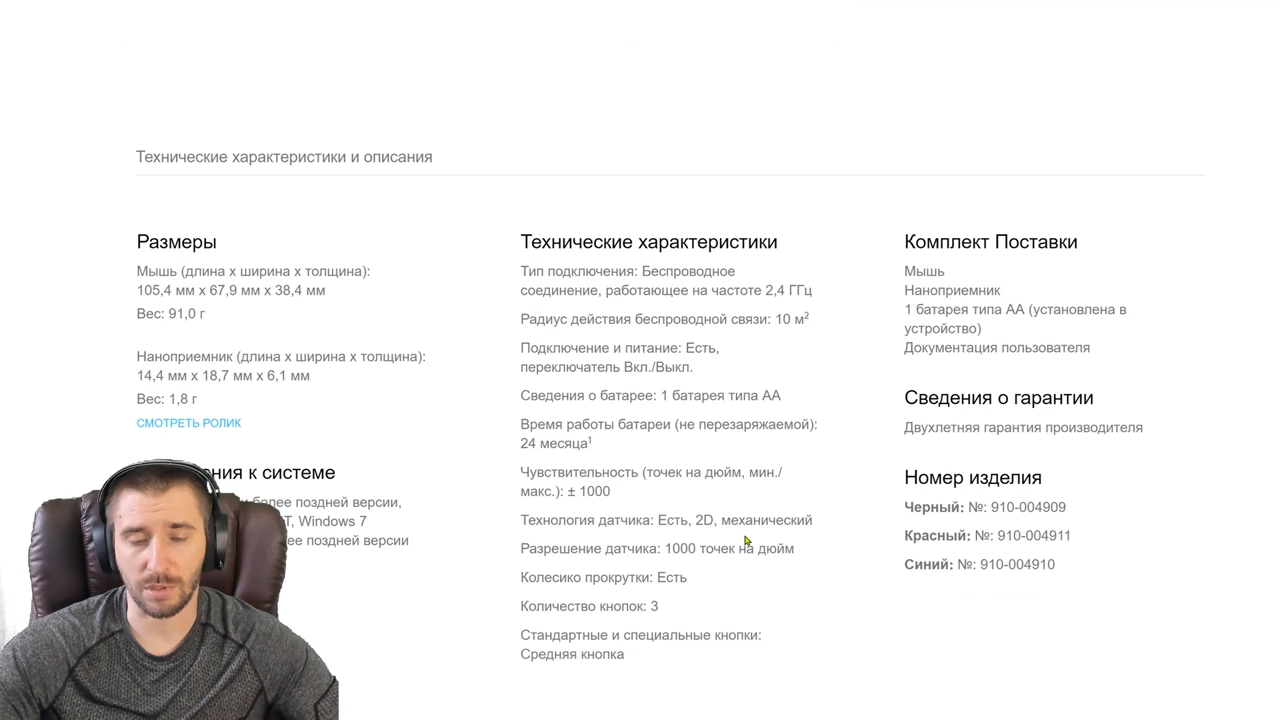 Технические характеристики и описания
Размеры
Мышь (длина x ширина x толщина):
105,4 мм x 67,9 мм x 38,4 мм
Вес: 91,0 г
Наноприемник (длина x ширина x толщина):
14,4 мм x 18,7 мм x 6,1 мм
Вес: 1,8 г
СМОТРЕТЬ РОЛИК
к системе
и более поздней версии,
Windows 7
поздней версии
Технические характеристики
Тип подключения: Беспроводное
соединение, работающее на частоте 2,4 ГГц
Радиус действия беспроводной связи: 10 м²
Подключение и питание: Есть,
переключатель Вкл./Выкл.
Сведения о батарее: 1 батарея типа AA
Время работы батареи (не перезаряжаемой):
24 месяца¹
Чувствительность (точек на дюйм, мин./
макс.): ± 1000
Технология датчика: Есть, 2D, механический
Разрешение датчика: 1000 точек на дюйм
Колесико прокрутки: Есть
Количество кнопок: 3
Стандартные и специальные кнопки:
Средняя кнопка
Комплект Поставки
Мышь
Наноприемник
1 батарея типа AA (установлена в
устройство)
Документация пользователя
Сведения о гарантии
Двухлетняя гарантия производителя
Номер изделия
Черный: №: 910-004909
Красный: №: 910-004911
Синий: №: 910-004910